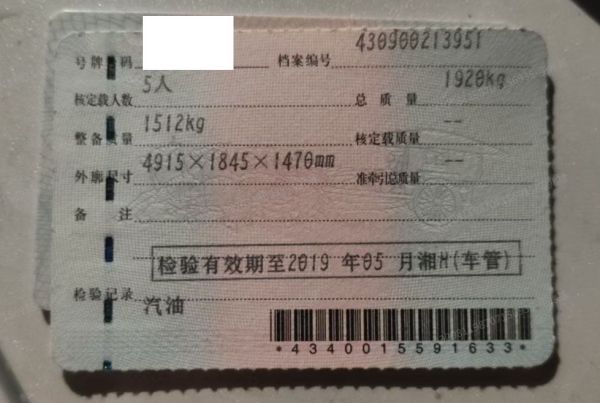 号牌号码 档案编号 430900213951
核定载人数 5人 总质量 1920kg
整备质量 1512kg 核定载质量 --
外廓尺寸 4915×1845×1470mm 准牵引总质量 --
备注
检验有效期至2019年05月湘H(车管)
检验记录
汽油
*4340015591633*